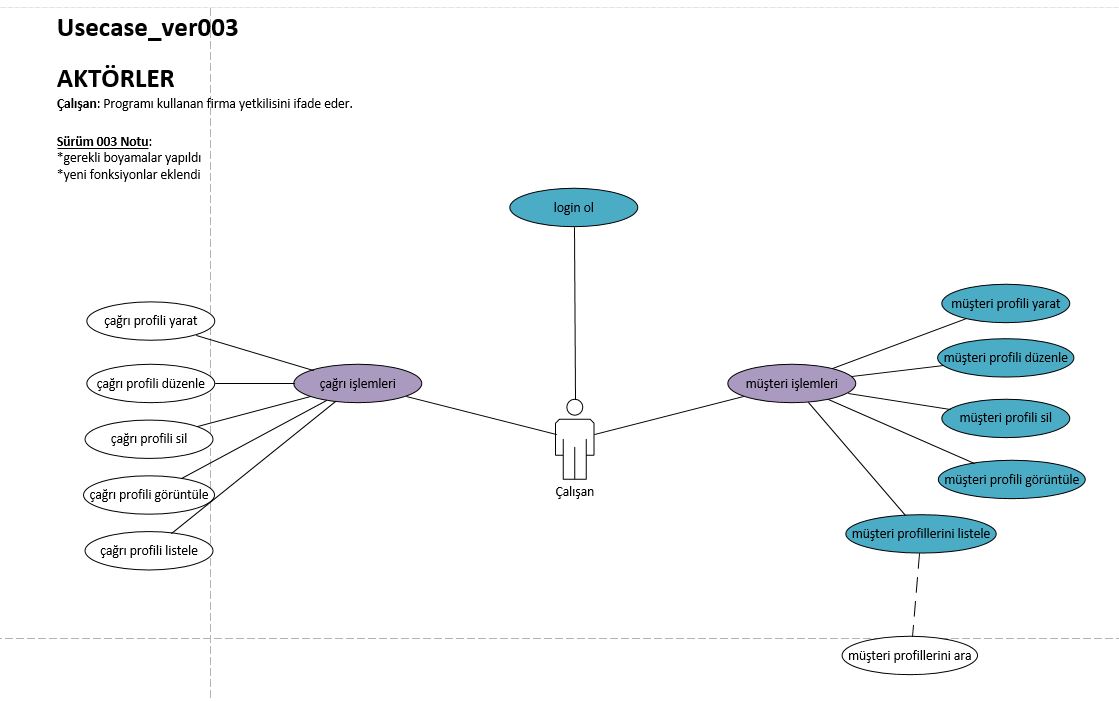 Usecase_ver003
AKTÖRLER
Çalışan: Programı kullanan firma yetkilisini ifade eder.
Sürüm 003 Notu:
*gerekli boyamalar yapıldı
*yeni fonksiyonlar eklendi
login ol
çağrı profili yarat
çağrı profili düzenle
çağrı profili sil
çağrı profili görüntüle
çağrı profili listele
çağrı işlemleri
Çalışan
müşteri işlemleri
müşteri profili yarat
müşteri profili düzenle
müşteri profili sil
müşteri profili görüntüle
müşteri profillerini listele
müşteri profillerini ara